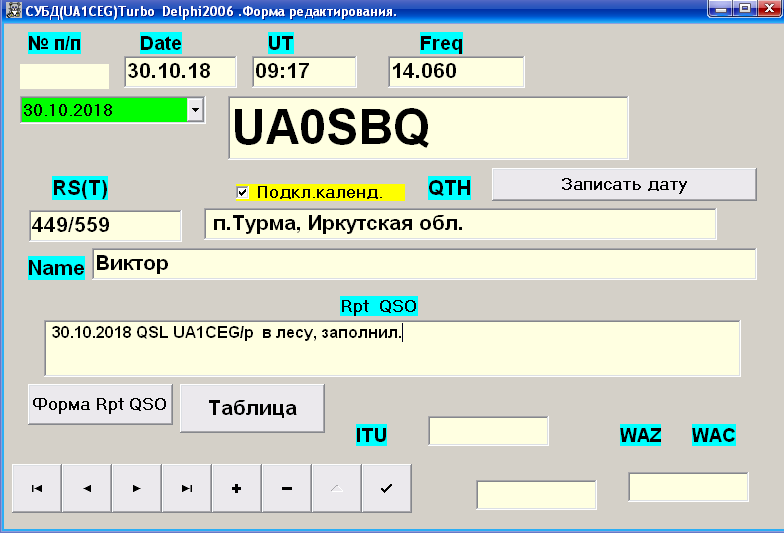 СУБД(UA1CEG)Turbo Delphi2006 .Форма редактирования.
№ п/п Date UT Freq
30.10.18 09:17 14.060
30.10.2018
UA0SBQ
RS(T) Подкл.календ. QTH Записать дату
449/559 п.Турма, Иркутская обл.
Name Виктор
Rpt QSO
30.10.2018 QSL UA1CEG/p в лесу, заполнил.
Форма Rpt QSO Таблица
ITU WAZ WAC